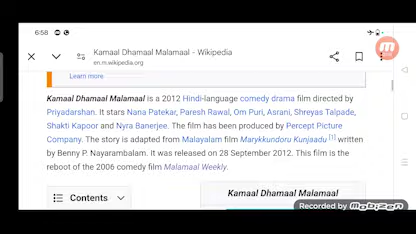 6:58
Kamaal Dhamaal Malamaal - Wikipedia
en.m.wikipedia.org
Learn more
Kamaal Dhamaal Malamaal is a 2012 Hindi-language comedy drama film directed by
Priyadarshan. It stars Nana Patekar, Paresh Rawal, Om Puri, Asrani, Shreyas Talpade,
Shakti Kapoor and Nyra Banerjee. The film has been produced by Percept Picture
Company. The story is adapted from Malayalam film Marykkundoru Kunjaadu [1] written
by Benny P. Nayarambalam. It was released on 28 September 2012. This film is the
reboot of the 2006 comedy film Malamaal Weekly.
Contents
Kamaal Dhamaal Malamaal
Recorded by Mobizen